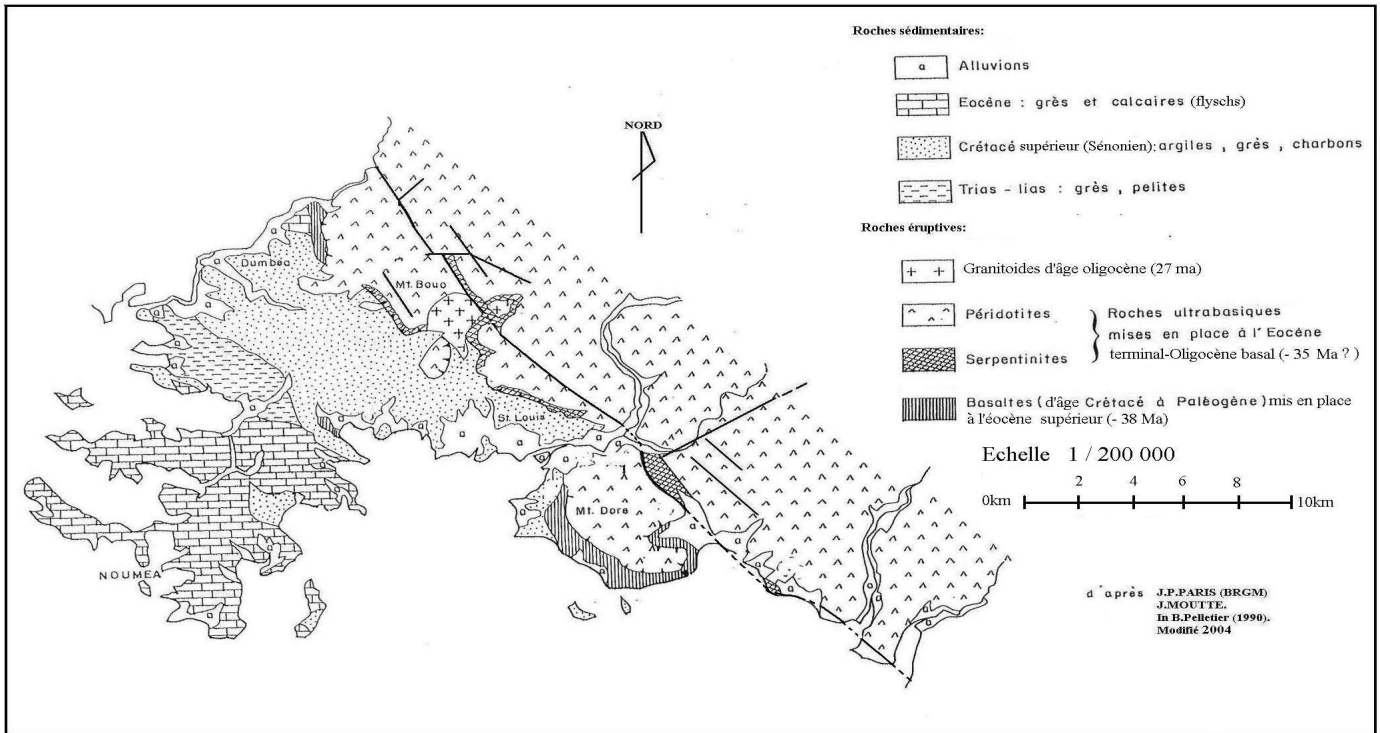 Roches sédimentaires:
a Alluvions
Eocène : grès et calcaires (flyschs)
Crétacé supérieur (Sénonien): argiles , grès , charbons
Trias - lias : grès , pelites
Roches éruptives:
+ + Granitoides d'âge oligocène (27 ma)
Péridotites
Serpentinites
Roches ultrabasiques
mises en place à l'Eocène
terminal-Oligocène basal (- 35 Ma ? )
Basaltes (d'âge Crétacé à Paléogène) mis en place
à l'éocène supérieur (- 38 Ma)
Echelle 1 / 200 000
0km 2 4 6 8 10km
d'après J.P.PARIS (BRGM)
J.MOUTTE.
In B.Pelletier (1990).
Modifié 2004
NORD
Dumbéa
Mt. Bouo
St. Louis
Mt. Dore
NOUMEA